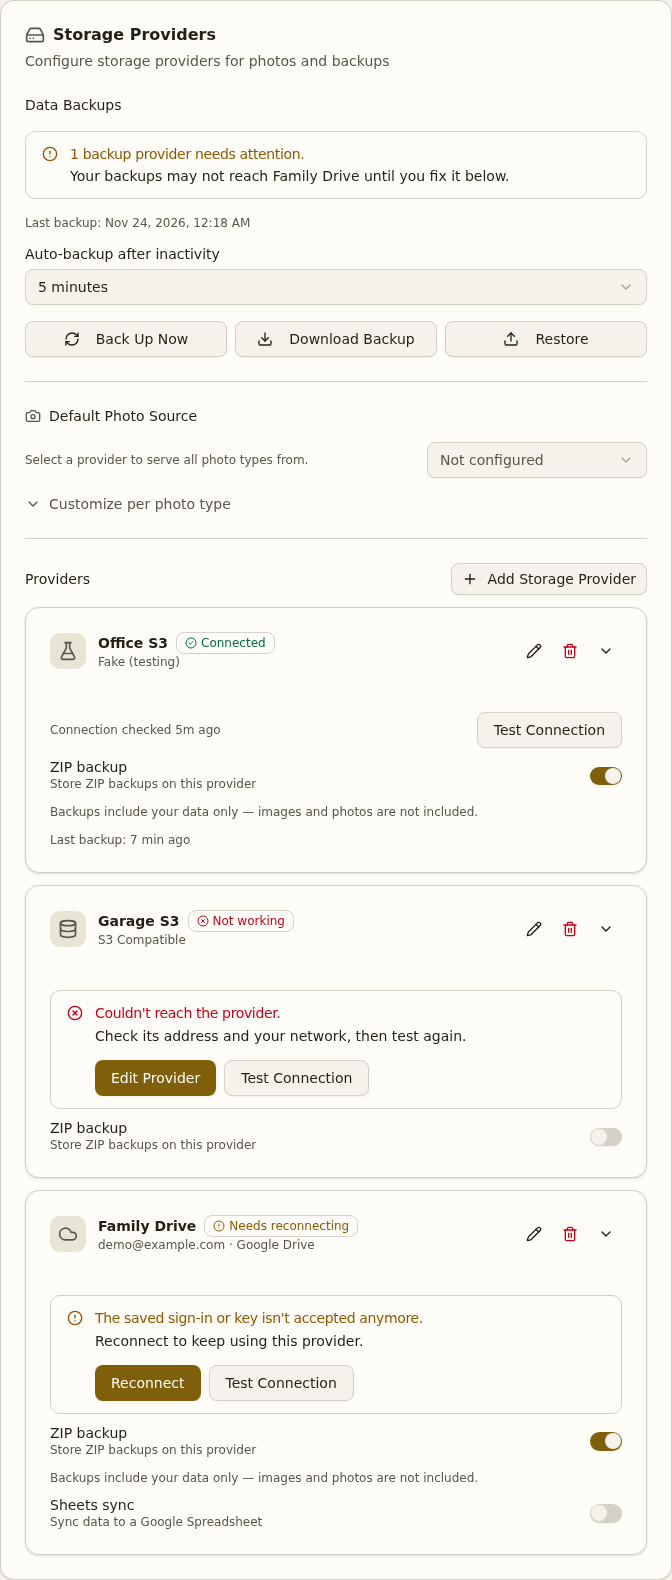 Storage Providers
Configure storage providers for photos and backups
Data Backups
1 backup provider needs attention.
Your backups may not reach Family Drive until you fix it below.
Last backup: Nov 24, 2026, 12:18 AM
Auto-backup after inactivity
5 minutes
Back Up Now Download Backup Restore
Default Photo Source
Select a provider to serve all photo types from. Not configured
Customize per photo type
Providers Add Storage Provider
Office S3 Connected
Fake (testing)
Connection checked 5m ago Test Connection
ZIP backup
Store ZIP backups on this provider
Backups include your data only — images and photos are not included.
Last backup: 7 min ago
Garage S3 Not working
S3 Compatible
Couldn't reach the provider.
Check its address and your network, then test again.
Edit Provider Test Connection
ZIP backup
Store ZIP backups on this provider
Family Drive Needs reconnecting
demo@example.com · Google Drive
The saved sign-in or key isn't accepted anymore.
Reconnect to keep using this provider.
Reconnect Test Connection
ZIP backup
Store ZIP backups on this provider
Backups include your data only — images and photos are not included.
Sheets sync
Sync data to a Google Spreadsheet